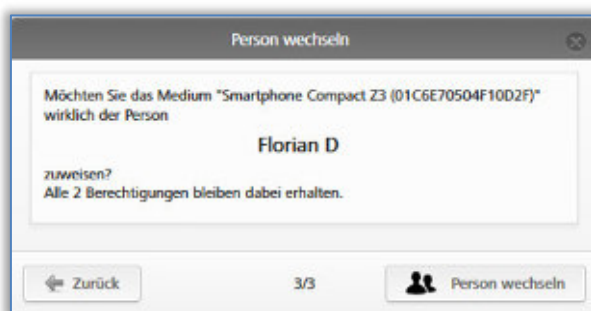 Person wechseln
Möchten Sie das Medium "Smartphone Compact Z3 (01C6E70504F10D2F)"
wirklich der Person
Florian D
zuweisen?
Alle 2 Berechtigungen bleiben dabei erhalten.
Zurück
3/3
Person wechseln